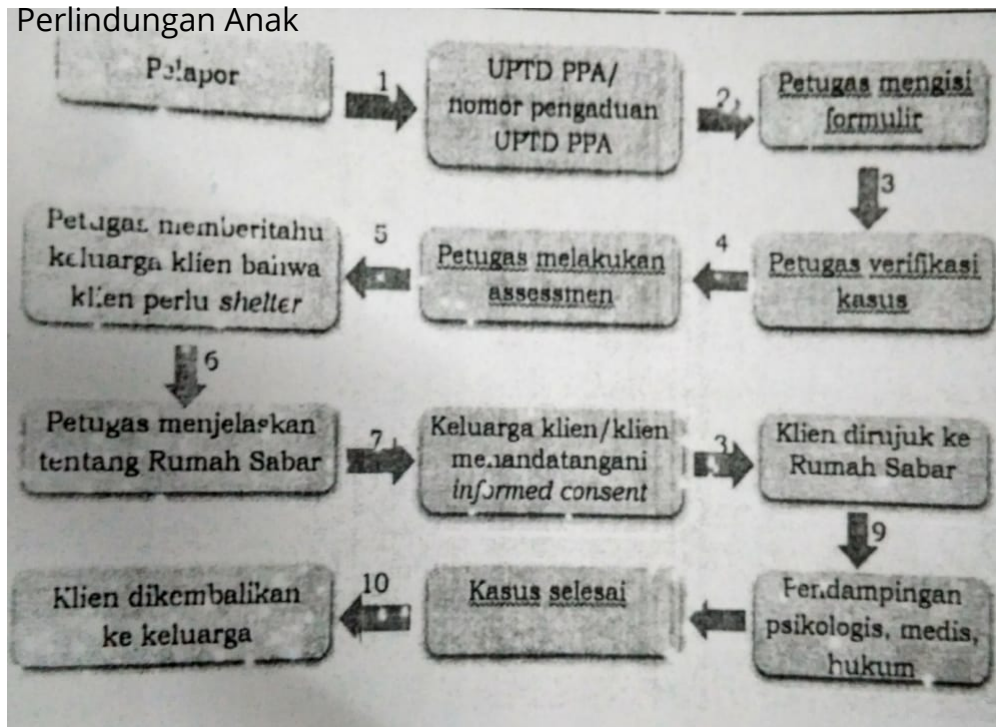 Perlindungan Anak
Pelapor
1
UPTD PPA/
nomor pengaduan
UPTD PPA
2
Petugas mengisi
formulir
3
Petugas verifikasi
kasus
4
Petugas melakukan
assessmen
5
Petugas memberitahu
keluarga klien bahwa
klien perlu shelter
6
Petugas menjelaskan
tentang Rumah Sabar
7
Keluarga klien/klien
menandatangani
informed consent
Klien dirujuk ke
Rumah Sabar
9
Pendampingan
psikologis, medis,
hukum
Kasus selesai
10
Klien dikembalikan
ke keluarga